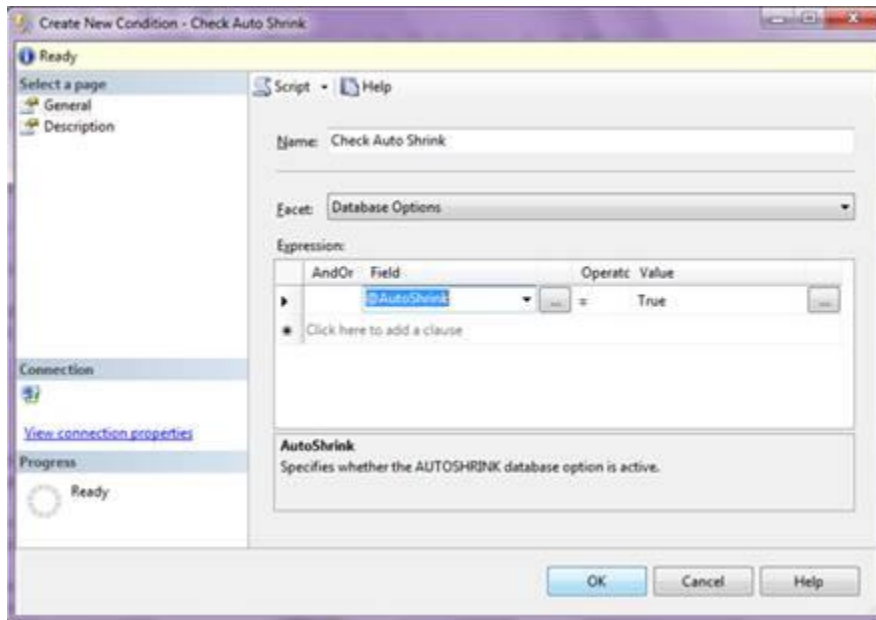 Create New Condition - Check Auto Shrink
Ready
Select a page
General
Description
Script
Help
Name: Check Auto Shrink
Facet: Database Options
Expression:
AndOr Field Operatc Value
@AutoShrink ... = True ...
Click here to add a clause
Connection
View connection properties
Progress
Ready
AutoShrink
Specifies whether the AUTOSHRINK database option is active.
OK
Cancel
Help